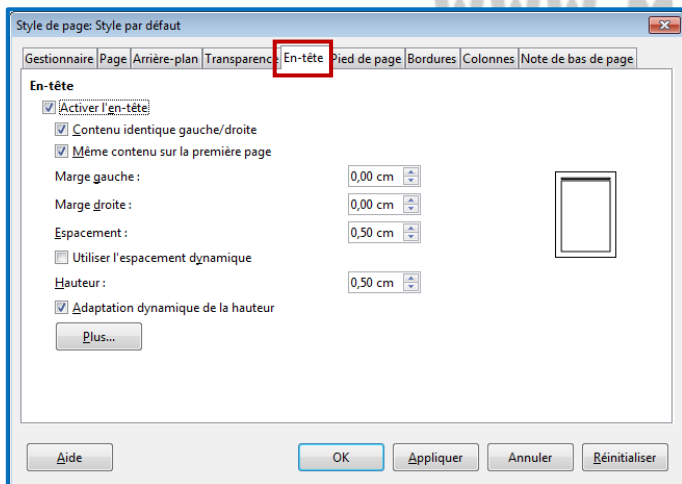 Style de page: Style par défaut
Gestionnaire Page Arrière-plan Transparence En-tête Pied de page Bordures Colonnes Note de bas de page
En-tête
Activer l'en-tête
Contenu identique gauche/droite
Même contenu sur la première page
Marge gauche : 0,00 cm
Marge droite : 0,00 cm
Espacement : 0,50 cm
Utiliser l'espacement dynamique
Hauteur : 0,50 cm
Adaptation dynamique de la hauteur
Plus...
Aide OK Appliquer Annuler Réinitialiser